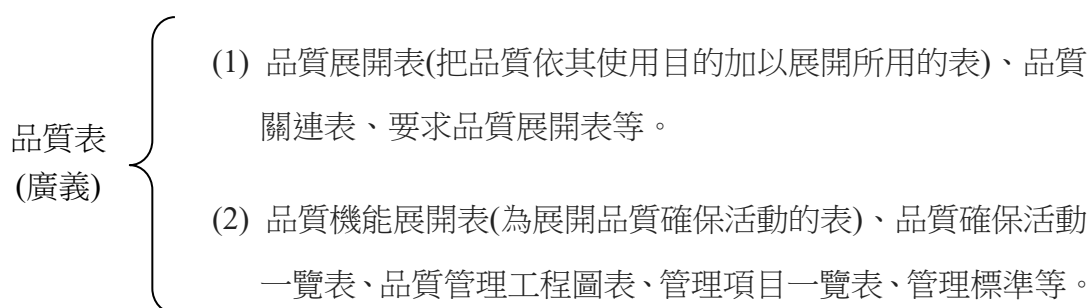 品質表
(廣義)
(1) 品質展開表(把品質依其使用目的加以展開所用的表)、品質
關連表、要求品質展開表等。
(2) 品質機能展開表(為展開品質確保活動的表)、品質確保活動
一覽表、品質管理工程圖表、管理項目一覽表、管理標準等。